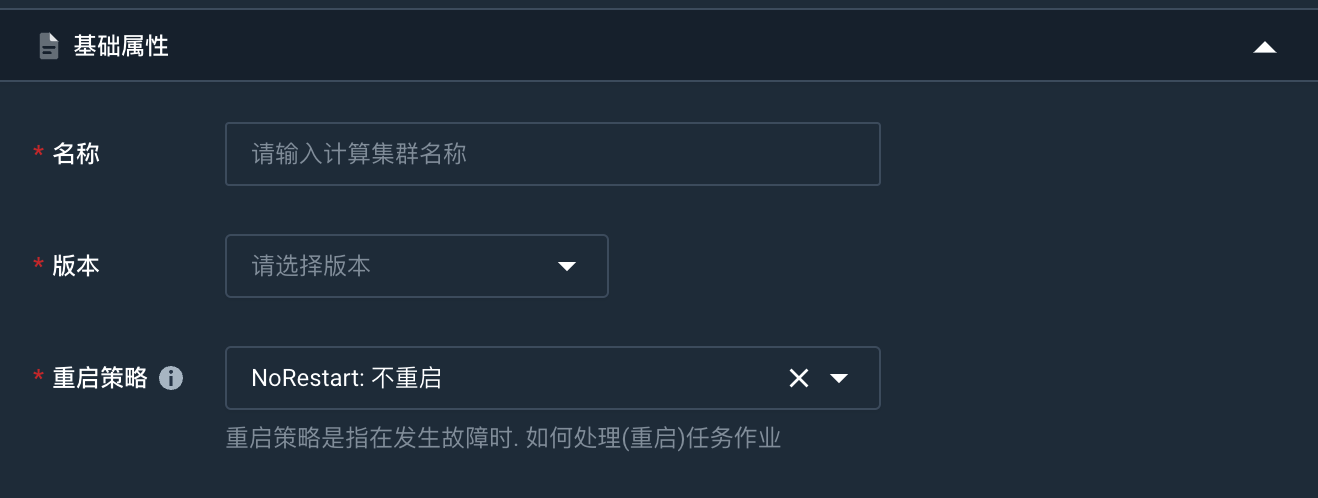 基础属性
* 名称
请输入计算集群名称
* 版本
请选择版本
* 重启策略
NoRestart: 不重启
重启策略是指在发生故障时. 如何处理(重启)任务作业